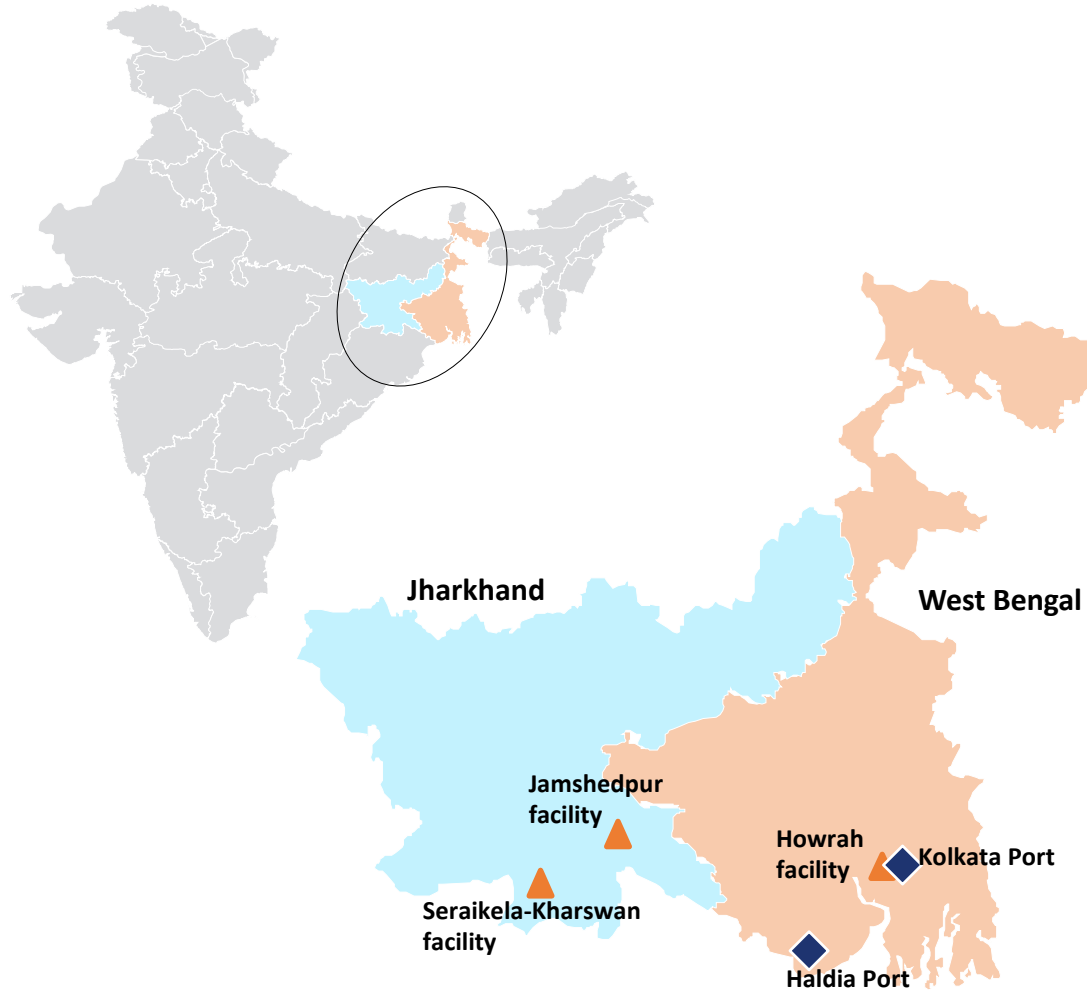 Jharkhand
West Bengal
Jamshedpur
facility
Howrah
facility
Kolkata Port
Seraikela-Kharswan
facility
Haldia Port